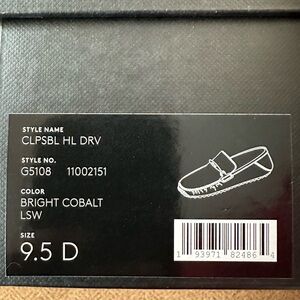 STYLE NAME
CLPSBL HL DRV
STYLE NO.
G5108 11002151
COLOR
BRIGHT COBALT
LSW
SIZE
9.5 D
1 93971 82486 4